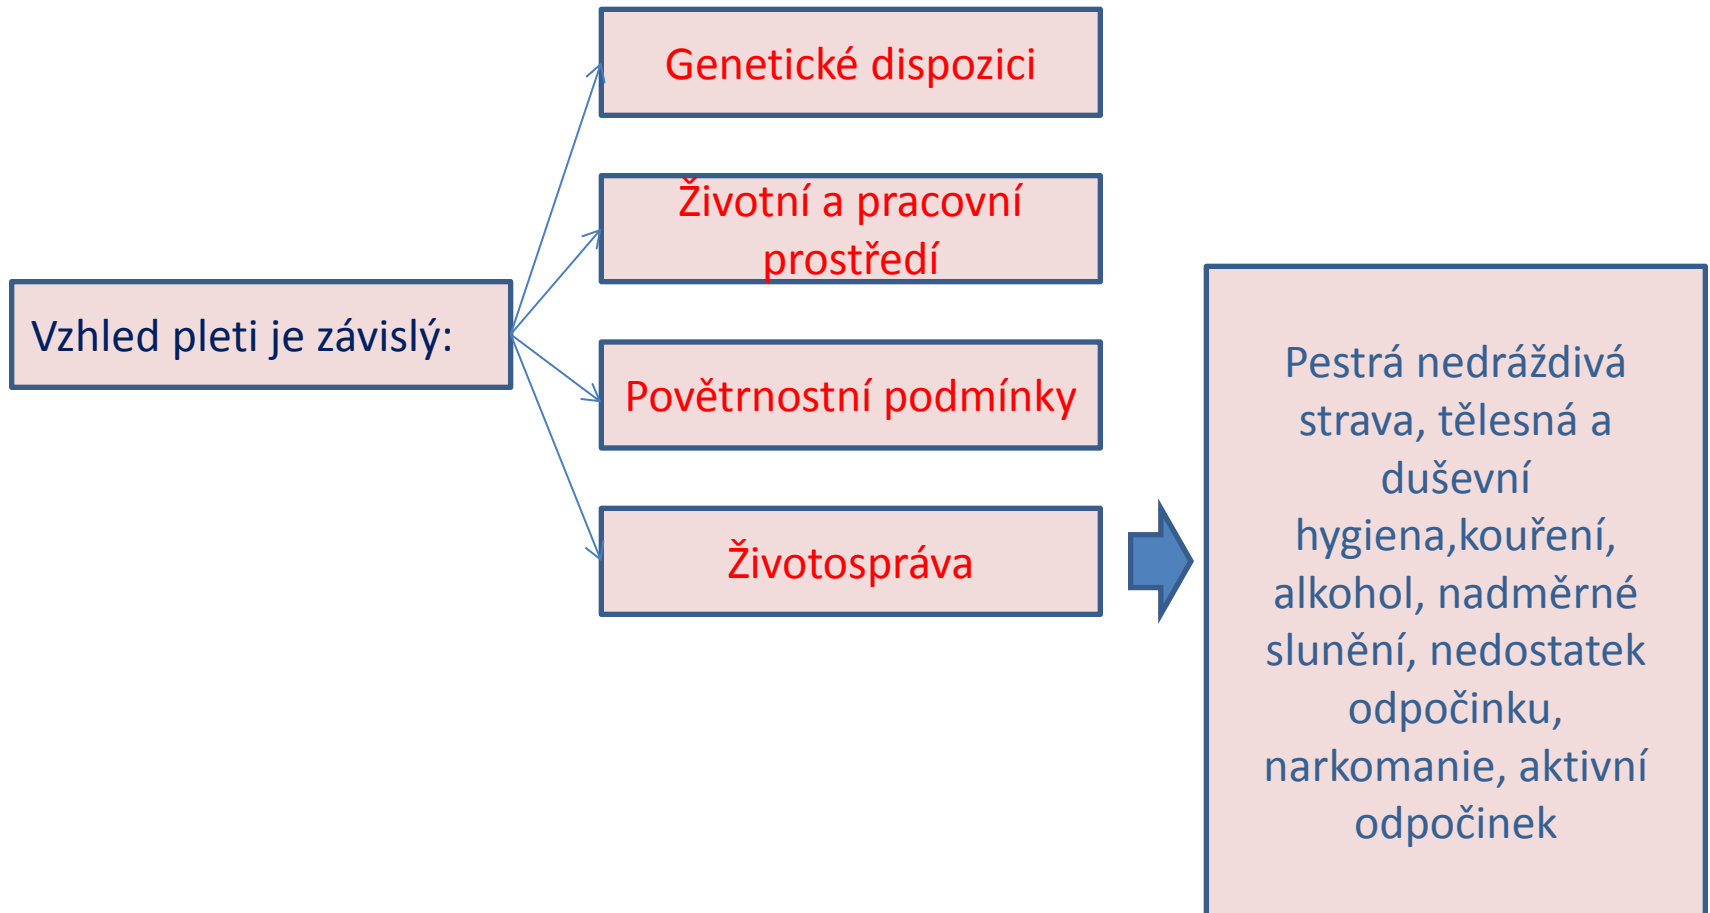 Genetické dispozici
Životní a pracovní
prostředí
Vzhled pleti je závislý:
Povětrnostní podmínky
Životospráva
Pestrá nedráždivá
strava, tělesná a
duševní
hygiena,kouření,
alkohol, nadměrné
slunění, nedostatek
odpočinku,
narkomanie, aktivní
odpočinek